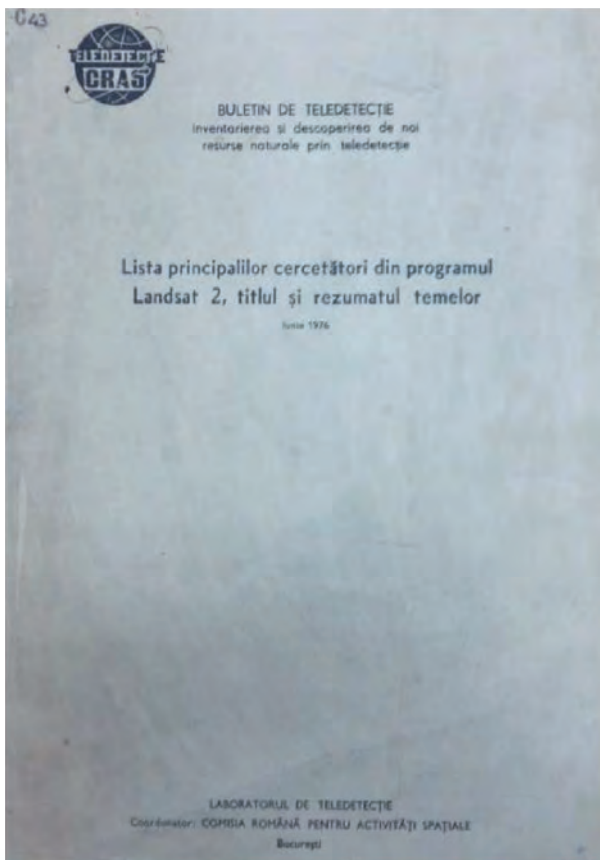 C43
TELEDETECȚIE
CRAS
BULETIN DE TELEDETECȚIE
Inventarierea și descoperirea de noi
resurse naturale prin teledetecție
Lista principalilor cercetători din programul
Landsat 2, titlul și rezumatul temelor
Iunie 1976
LABORATORUL DE TELEDETECȚIE
Coordonator: COMISIA ROMÂNĂ PENTRU ACTIVITĂȚI SPAȚIALE
București